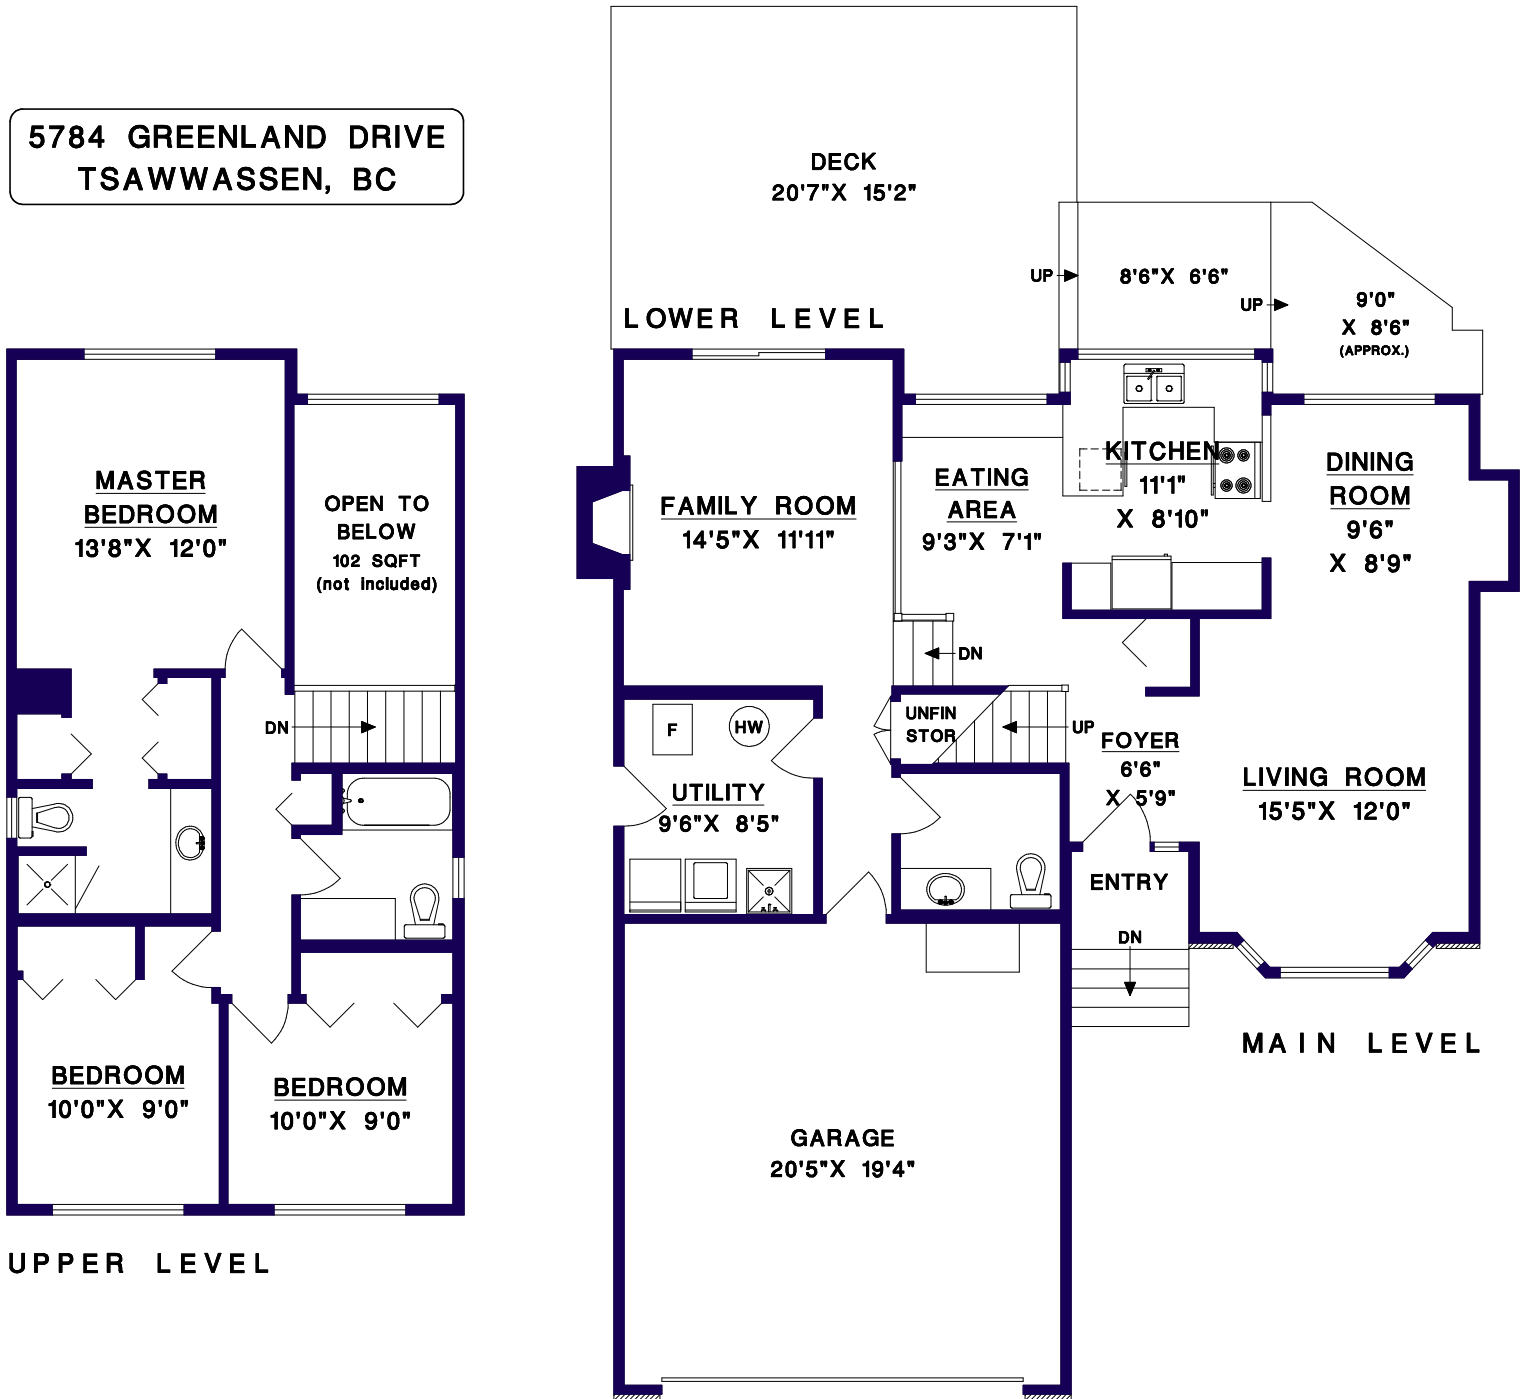 5784 GREENLAND DRIVE
TSAWWASSEN, BC
DECK
20'7"X 15'2"
UP
8'6"X 6'6"
UP
9'0"
X 8'6"
(APPROX.)
LOWER LEVEL
MASTER
BEDROOM
13'8"X 12'0"
OPEN TO
BELOW
102 SQFT
(not included)
DN
BEDROOM
10'0"X 9'0"
BEDROOM
10'0"X 9'0"
UPPER LEVEL
FAMILY ROOM
14'5"X 11'11"
EATING
AREA
9'3"X 7'1"
KITCHEN
11'1"
X 8'10"
DINING
ROOM
9'6"
X 8'9"
DN
F
HW
UNFIN
STOR
UP
FOYER
6'6"
X 5'9"
UTILITY
9'6"X 8'5"
LIVING ROOM
15'5"X 12'0"
ENTRY
DN
MAIN LEVEL
GARAGE
20'5"X 19'4"